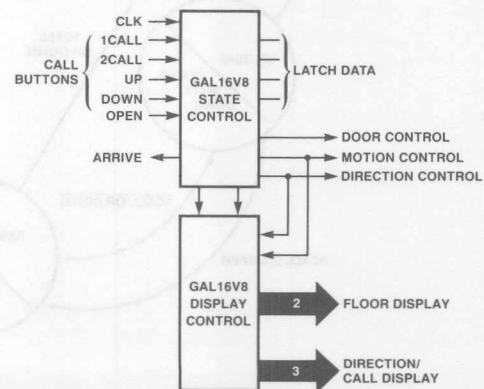 CLK
1CALL
2CALL
UP
DOWN
OPEN
CALL
BUTTONS
ARRIVE
GAL16V8
STATE
CONTROL
LATCH DATA
DOOR CONTROL
MOTION CONTROL
DIRECTION CONTROL
GAL16V8
DISPLAY
CONTROL
2
FLOOR DISPLAY
3
DIRECTION/
CALL DISPLAY